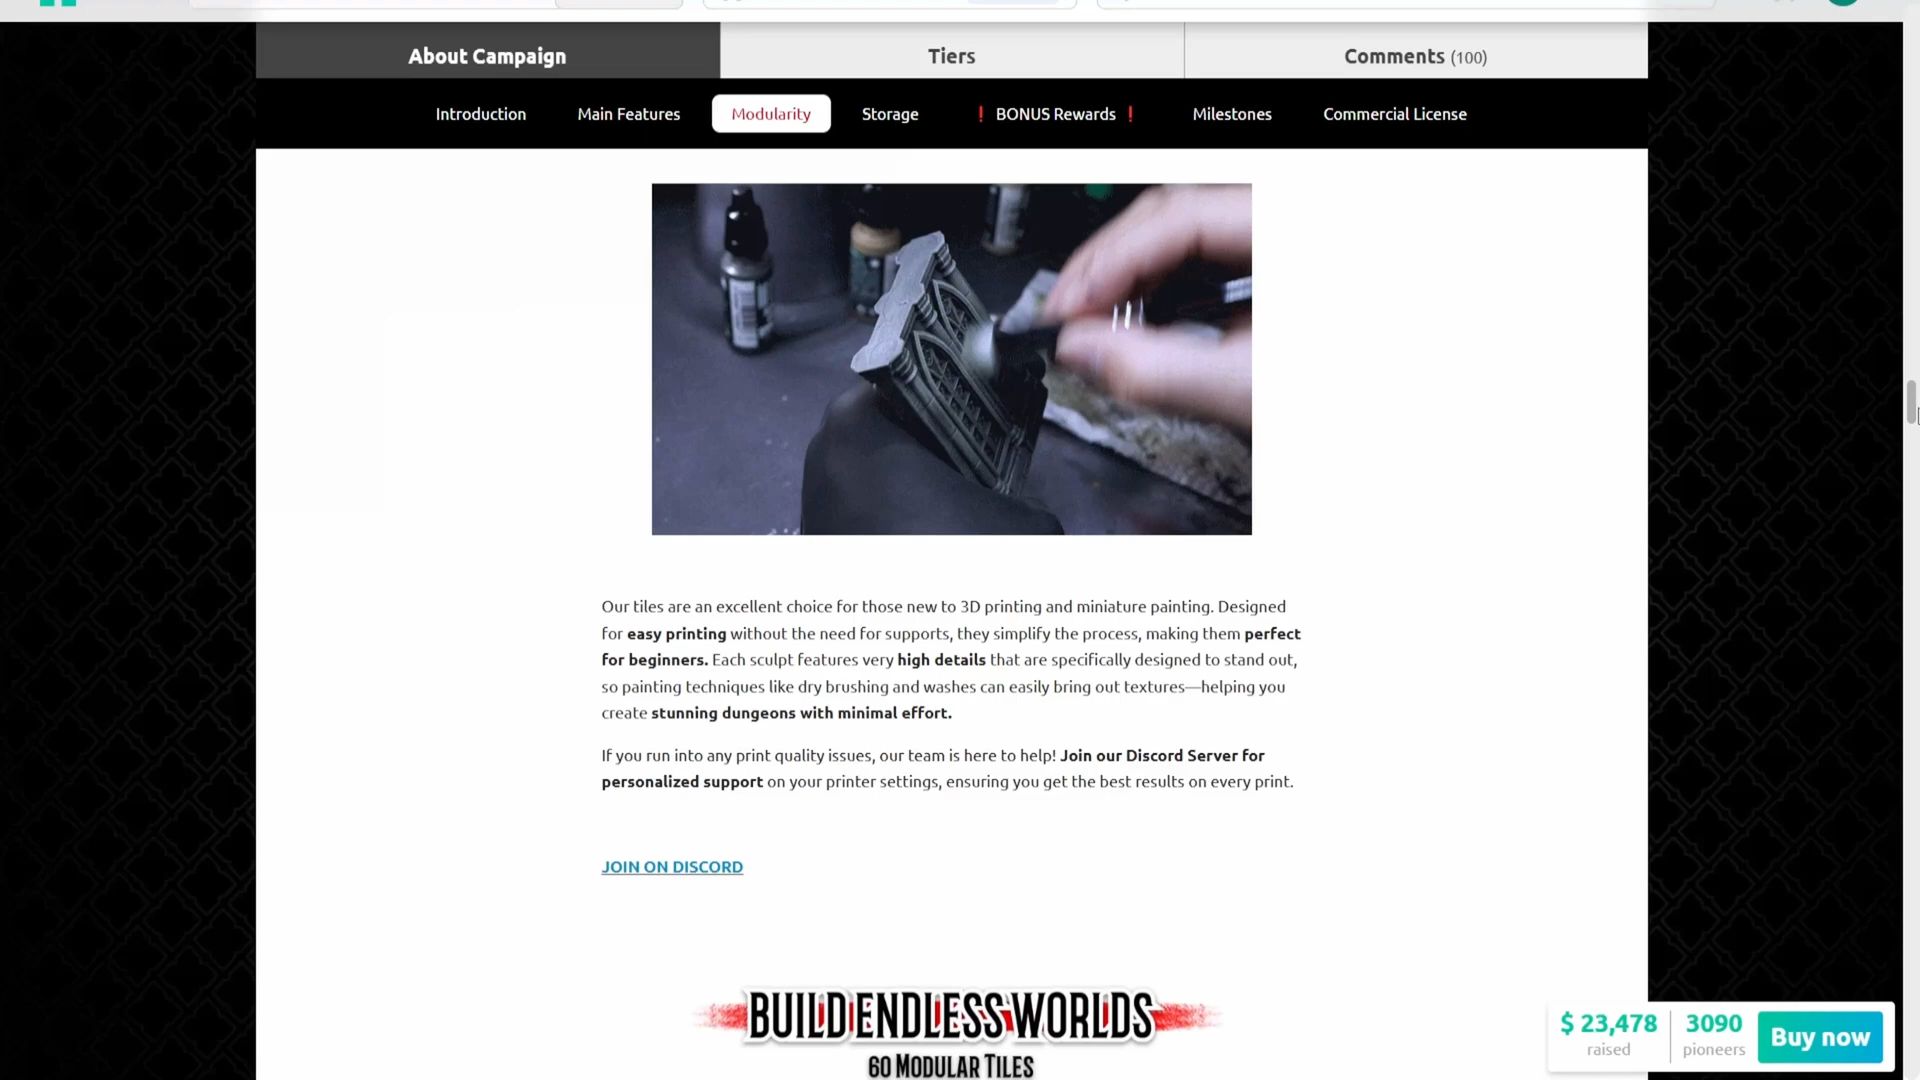 About Campaign
Tiers
Comments (100)
Introduction
Main Features
Modularity
Storage
❗ BONUS Rewards ❗
Milestones
Commercial License
Our tiles are an excellent choice for those new to 3D printing and miniature painting. Designed
for easy printing without the need for supports, they simplify the process, making them perfect
for beginners. Each sculpt features very high details that are specifically designed to stand out,
so painting techniques like dry brushing and washes can easily bring out textures—helping you
create stunning dungeons with minimal effort.
If you run into any print quality issues, our team is here to help! Join our Discord Server for
personalized support on your printer settings, ensuring you get the best results on every print.
JOIN ON DISCORD
BUILD ENDLESS WORLDS
60 MODULAR TILES
$ 23,478
raised
3090
pioneers
Buy now